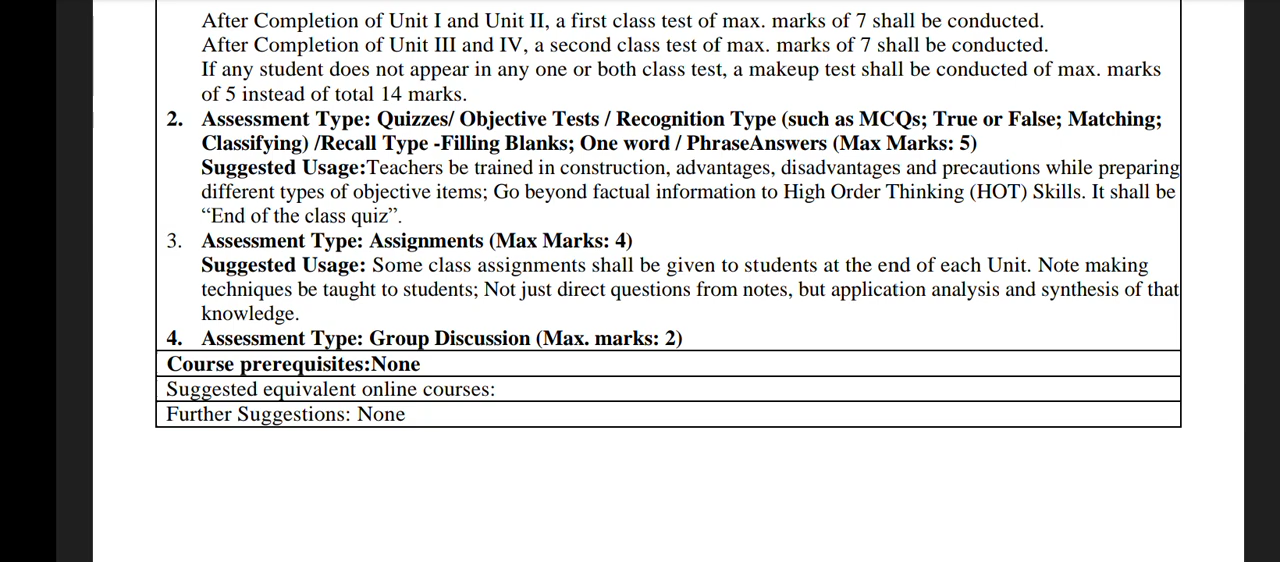 After Completion of Unit I and Unit II, a first class test of max. marks of 7 shall be conducted.
After Completion of Unit III and IV, a second class test of max. marks of 7 shall be conducted.
If any student does not appear in any one or both class test, a makeup test shall be conducted of max. marks
of 5 instead of total 14 marks.
2. Assessment Type: Quizzes/ Objective Tests / Recognition Type (such as MCQs; True or False; Matching;
Classifying) /Recall Type -Filling Blanks; One word / PhraseAnswers (Max Marks: 5)
Suggested Usage:Teachers be trained in construction, advantages, disadvantages and precautions while preparing
different types of objective items; Go beyond factual information to High Order Thinking (HOT) Skills. It shall be
“End of the class quiz”.
3. Assessment Type: Assignments (Max Marks: 4)
Suggested Usage: Some class assignments shall be given to students at the end of each Unit. Note making
techniques be taught to students; Not just direct questions from notes, but application analysis and synthesis of that
knowledge.
4. Assessment Type: Group Discussion (Max. marks: 2)
Course prerequisites:None
Suggested equivalent online courses:
Further Suggestions: None